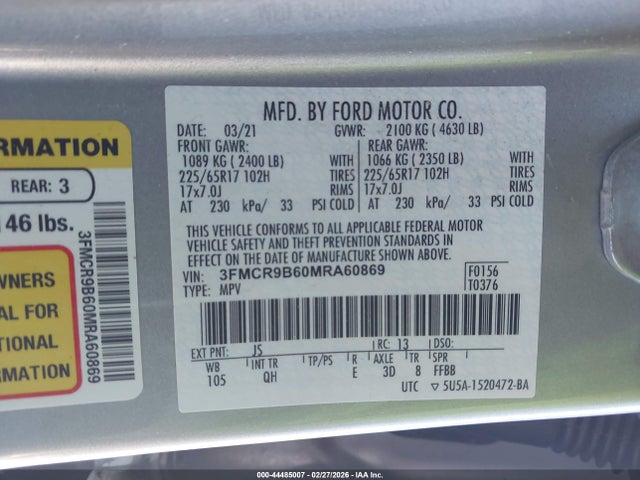 RMATION
REAR: 3
146 lbs.
WNERS
AL FOR
TIONAL
ORMATION
3FMCR9B60MRA60869
MFD. BY FORD MOTOR CO.
DATE: 03/21 GVWR: 2100 KG ( 4630 LB)
FRONT GAWR: REAR GAWR:
1089 KG ( 2400 LB) WITH 1066 KG ( 2350 LB) WITH
225/65R17 102H TIRES 225/65R17 102H TIRES
17x7.0J RIMS 17x7.0J RIMS
AT 230 kPa/ 33 PSI COLD AT 230 kPa/ 33 PSI COLD
THIS VEHICLE CONFORMS TO ALL APPLICABLE FEDERAL MOTOR
VEHICLE SAFETY AND THEFT PREVENTION STANDARDS IN
EFFECT ON THE DATE OF MANUFACTURE SHOWN ABOVE.
VIN: 3FMCR9B60MRA60869 F0156
TYPE: MPV T0376
EXT PNT: JS RC: 13 DSO:
WB INT TR TP/PS R AXLE TR SPR
105 QH E 3D 8 FFBB
UTC ▽5U5A-1520472-BA
000-44485007 - 02/27/2026 - IAA Inc.